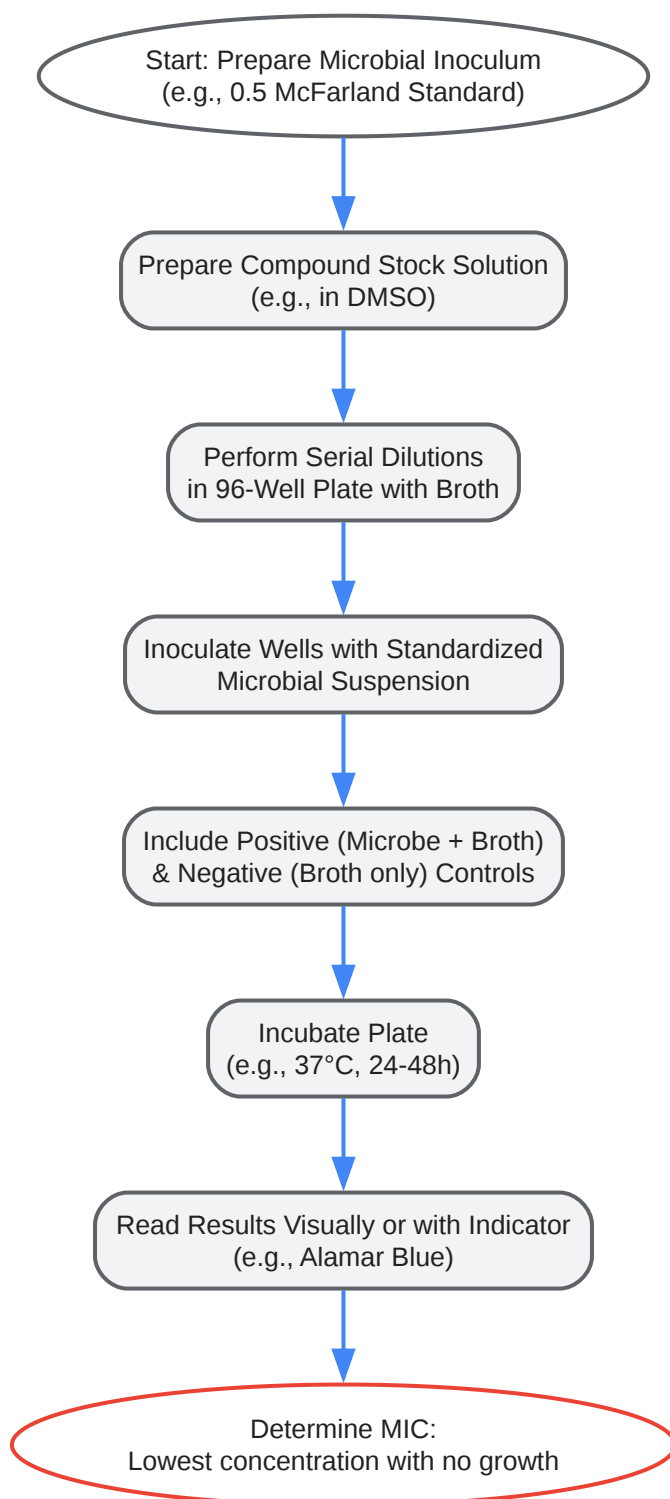 Start: Prepare Microbial Inoculum
(e.g., 0.5 McFarland Standard)
Prepare Compound Stock Solution
(e.g., in DMSO)
Perform Serial Dilutions
in 96-Well Plate with Broth
Inoculate Wells with Standardized
Microbial Suspension
Include Positive (Microbe + Broth)
& Negative (Broth only) Controls
Incubate Plate
(e.g., 37°C, 24-48h)
Read Results Visually or with Indicator
(e.g., Alamar Blue)
Determine MIC:
Lowest concentration with no growth